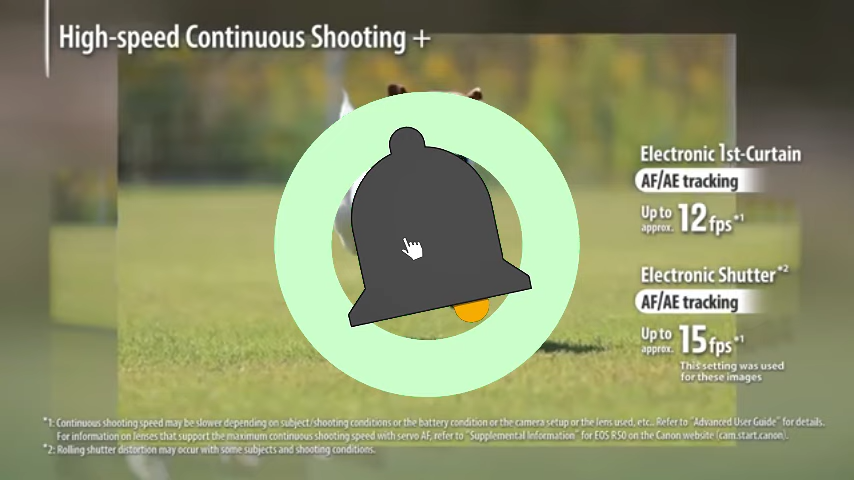 High-speed Continuous Shooting +
Electronic 1st-Curtain
AF/AE tracking
Up to approx. 12 fps*1
Electronic Shutter*2
AF/AE tracking
Up to approx. 15 fps*1
This setting was used
for these images
*1: Continuous shooting speed may be slower depending on subject/shooting conditions or the battery condition or the camera setup or the lens used, etc.. Refer to "Advanced User Guide" for details.
For information on lenses that support the maximum continuous shooting speed with servo AF, refer to "Supplemental Information" for EOS R50 on the Canon website (cam.start.canon).
*2: Rolling shutter distortion may occur with some subjects and shooting conditions.